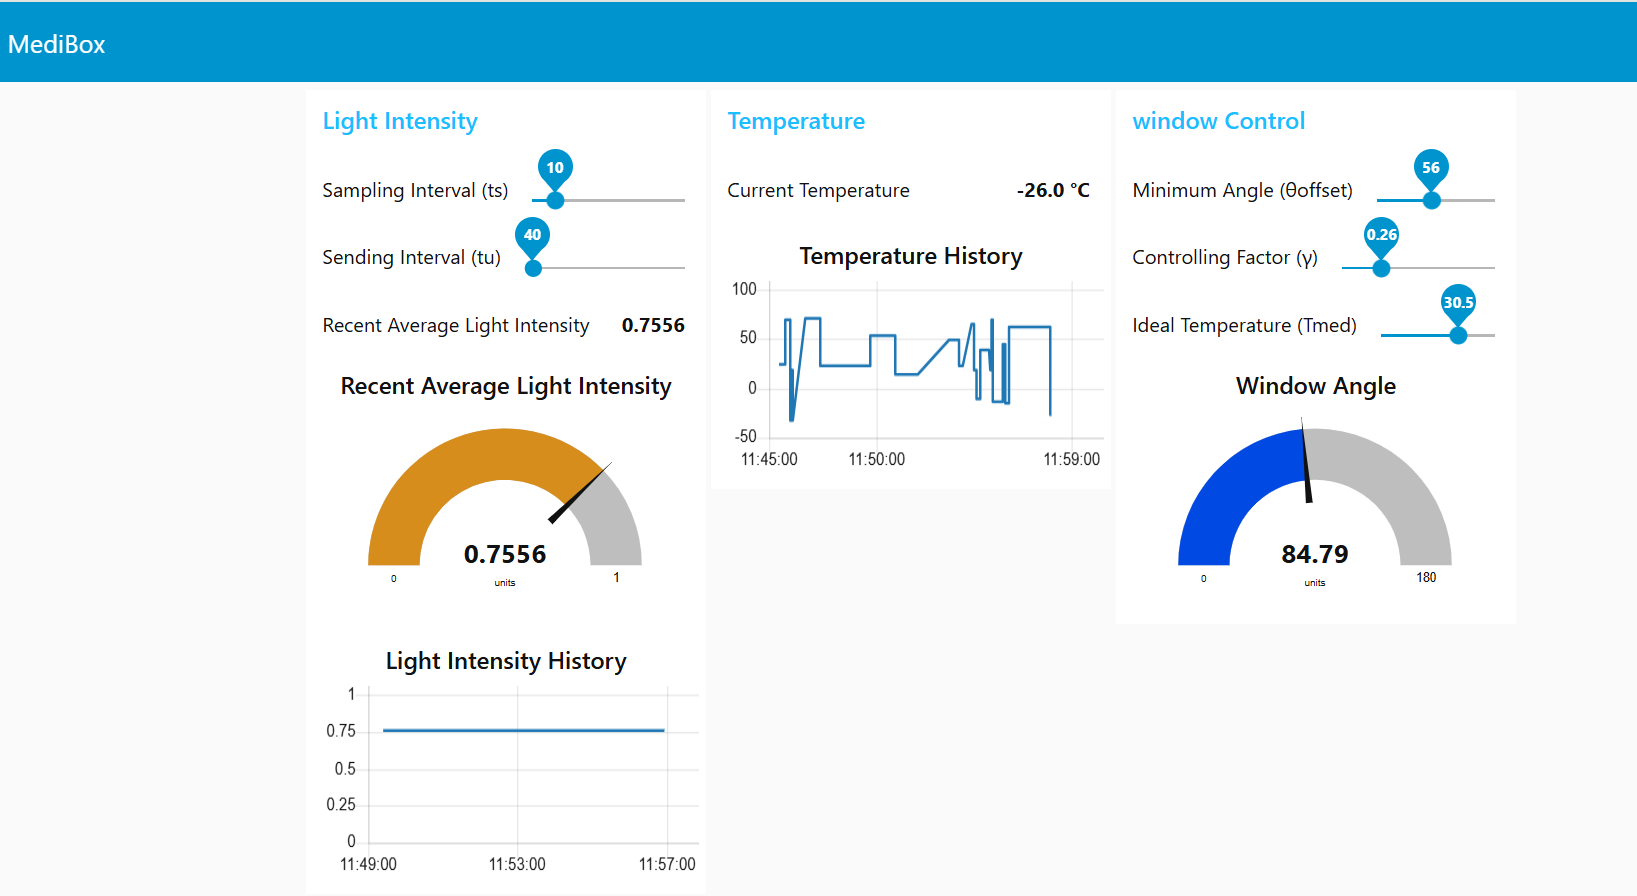 MediBox
Light Intensity
10
Sampling Interval (ts)
40
Sending Interval (tu)
Recent Average Light Intensity 0.7556
Recent Average Light Intensity
0.7556
units
0 1
Light Intensity History
1
0.75
0.5
0.25
0
11:49:00 11:53:00 11:57:00
Temperature
Current Temperature -26.0 °C
Temperature History
100
50
0
-50
11:45:00 11:50:00 11:59:00
window Control
56
Minimum Angle (θoffset)
0.26
Controlling Factor (γ)
30.5
Ideal Temperature (Tmed)
Window Angle
84.79
units
0 180